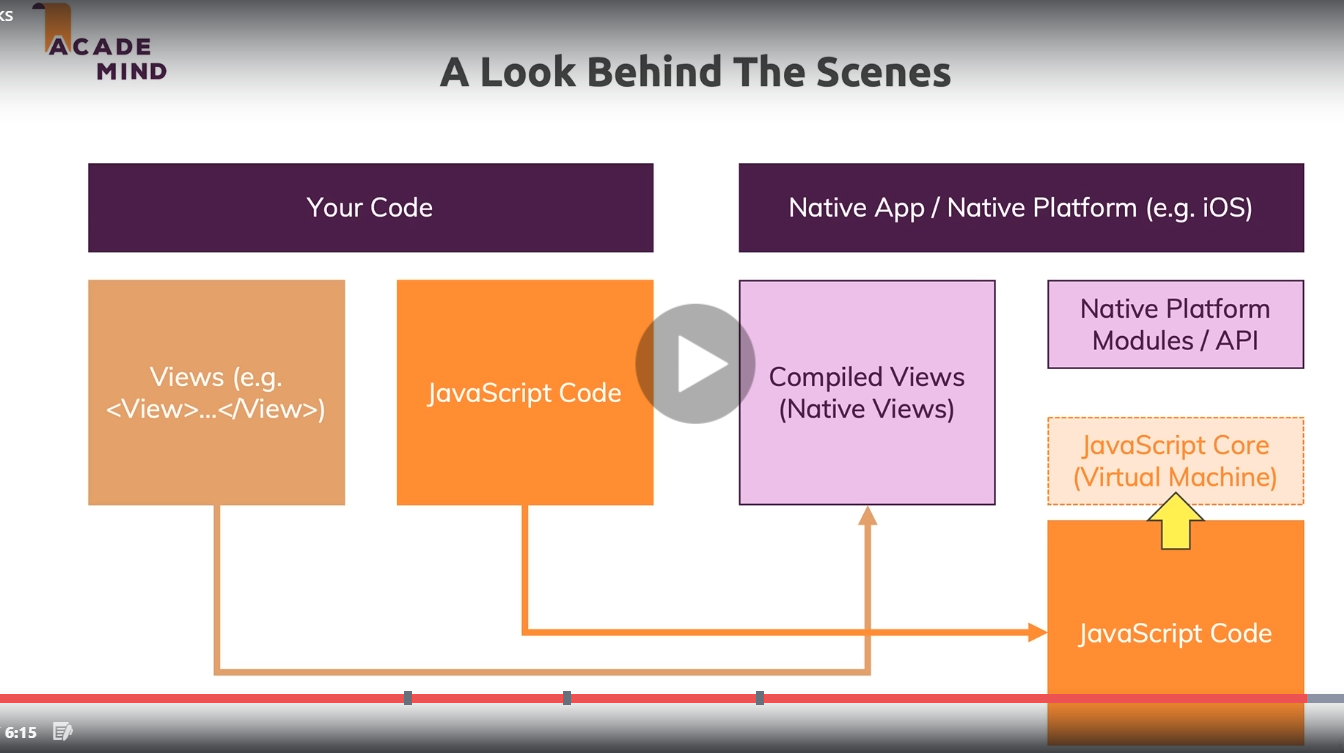 ks
ACADE
MIND
A Look Behind The Scenes
Your Code
Native App / Native Platform (e.g. iOS)
Views (e.g.
<View>...</View>)
JavaScript Code
Compiled Views
(Native Views)
Native Platform
Modules / API
JavaScript Core
(Virtual Machine)
JavaScript Code
6:15